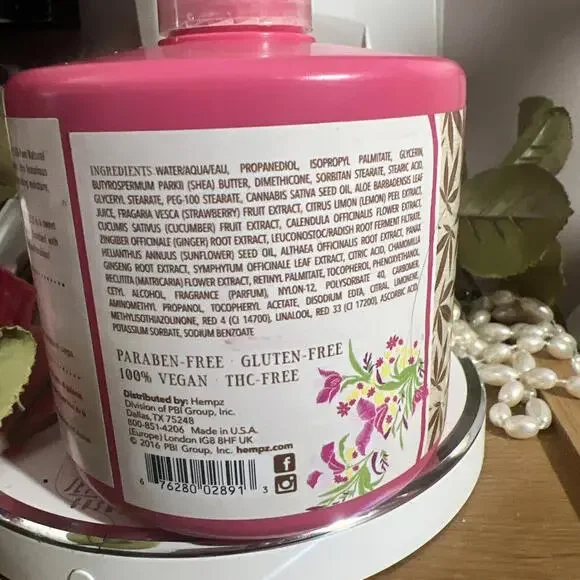 INGREDIENTS WATER/AQUA/EAU, PROPANEDIOL, ISOPROPYL PALMITATE, GLYCERIN,
BUTYROSPERMUM PARKII (SHEA) BUTTER, DIMETHICONE, SORBITAN STEARATE, STEARIC ACID,
GLYCERYL STEARATE, PEG-100 STEARATE, CANNABIS SATIVA SEED OIL, ALOE BARBADENSIS LEAF
JUICE, FRAGARIA VESCA (STRAWBERRY) FRUIT EXTRACT, CITRUS LIMON (LEMON) PEEL EXTRACT,
CUCUMIS SATIVUS (CUCUMBER) FRUIT EXTRACT, CALENDULA OFFICINALIS FLOWER EXTRACT,
ZINGIBER OFFICINALE (GINGER) ROOT EXTRACT, LEUCONOSTOC/RADISH ROOT FERMENT FILTRATE,
HELIANTHUS ANNUUS (SUNFLOWER) SEED OIL, ALTHAEA OFFICINALIS ROOT EXTRACT, PANAX
GINSENG ROOT EXTRACT, SYMPHYTUM OFFICINALE LEAF EXTRACT, CITRIC ACID, CHAMOMILLA
RECUTITA (MATRICARIA) FLOWER EXTRACT, RETINYL PALMITATE, TOCOPHEROL, PHENOXYETHANOL,
CETYL ALCOHOL, FRAGRANCE (PARFUM), NYLON-12, POLYSORBATE 40, CARBOMER,
AMINOMETHYL PROPANOL, TOCOPHERYL ACETATE, DISODIUM EDTA, CITRAL, LIMONENE,
METHYLISOTHIAZOLINONE, RED 4 (CI 14700), LINALOOL, RED 33 (CI 17200), ASCORBIC ACID,
POTASSIUM SORBATE, SODIUM BENZOATE
PARABEN-FREE · GLUTEN-FREE
100% VEGAN · THC-FREE
Distributed by: Hempz
Division of PBI Group, Inc.
Dallas, TX 75248
800-851-4206 Made in U.S.A.
(Europe) London IG8 8HF UK
© 2016 PBI Group, Inc. hempz.com
6 76280 02891 3